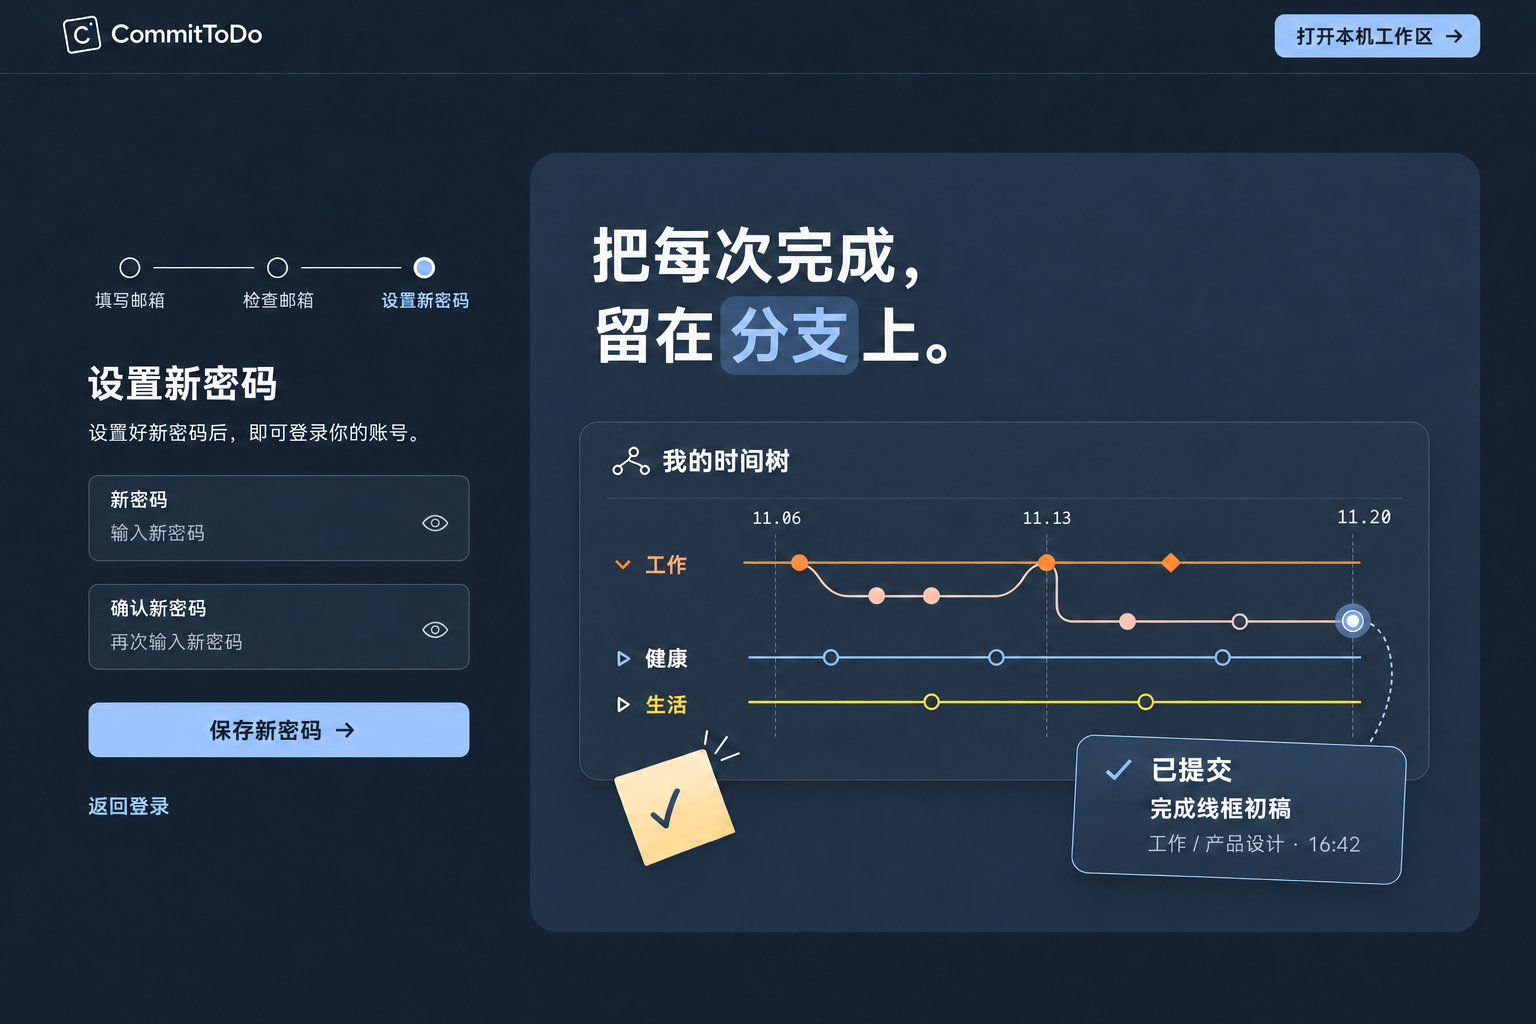 CommitToDo
打开本机工作区 →
填写邮箱 检查邮箱 设置新密码
设置新密码
设置好新密码后，即可登录你的账号。
新密码
输入新密码
确认新密码
再次输入新密码
保存新密码 →
返回登录
把每次完成，
留在分支上。
我的时间树
11.06 11.13 11.20
工作
健康
生活
已提交
完成线框初稿
工作 / 产品设计 · 16:42